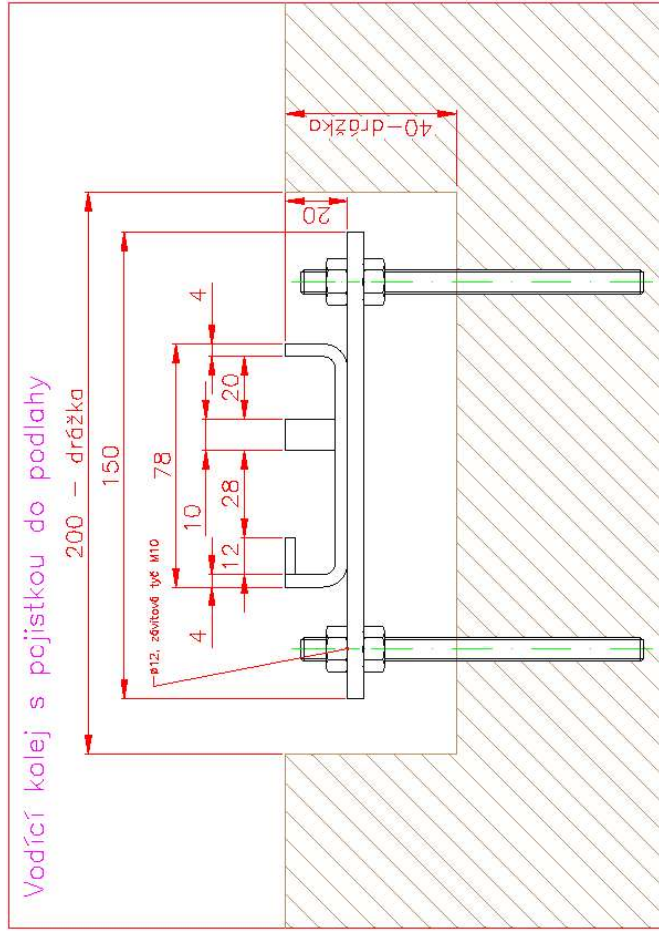 Vodící kolej s pojistkou do podlahy
200 - drážka
150
78
4
10
4
12
28
20
ø12, závitová tyč M10
20
40-drážka